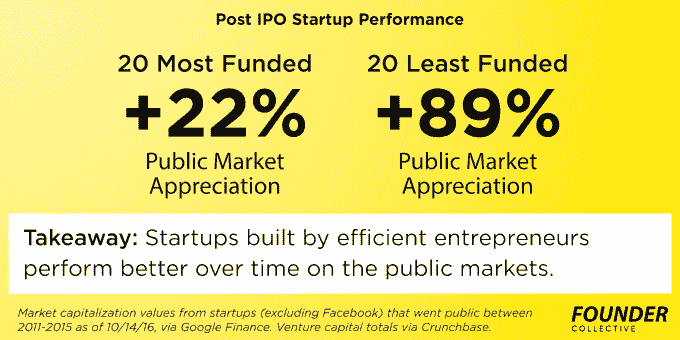 Post IPO Startup Performance
20 Most Funded
+22%
Public Market
Appreciation
20 Least Funded
+89%
Public Market
Appreciation
Takeaway: Startups built by efficient entrepreneurs
perform better over time on the public markets.
Market capitalization values from startups (excluding Facebook) that went public between
2011-2015 as of 10/14/16, via Google Finance. Venture capital totals via Crunchbase.
FOUNDER
COLLECTIVE